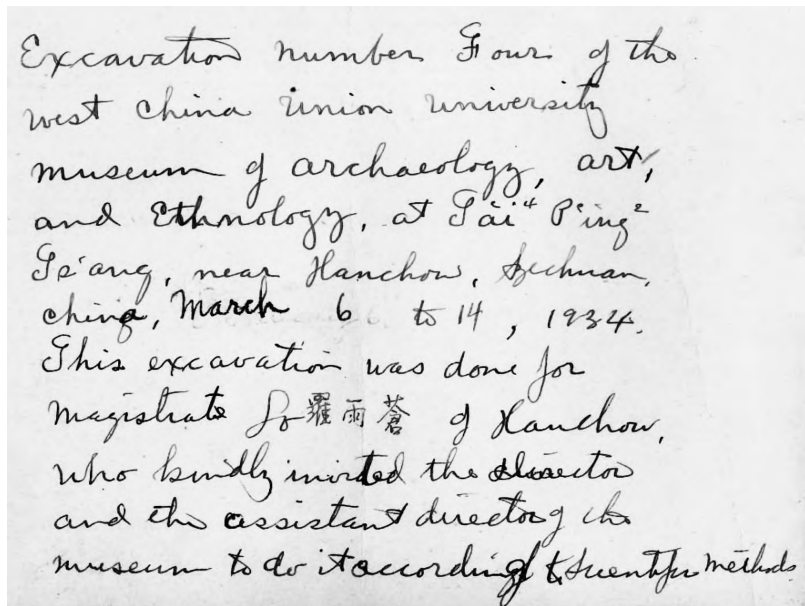 Excavation number Four of the
west China Union University
museum of archaeology, art,
and Ethnology, at T'ai⁴ P'ing²
Ts'ang, near Hanchow, Szechuan,
China, March 6 to 14, 1934.
This excavation was done for
magistrate Lo 羅雨蒼 of Hanchow,
who kindly invited the director
and the assistant director of the
museum to do it according to scientific methods